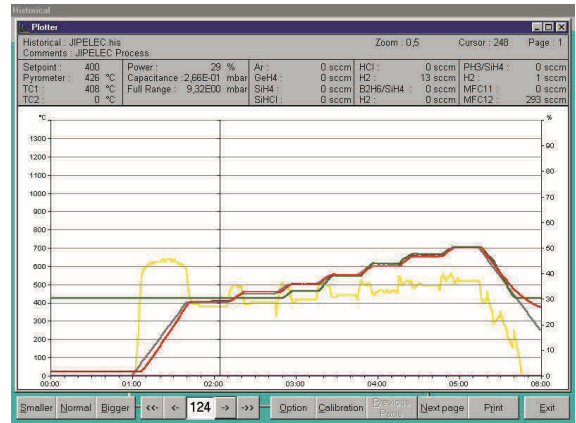 Historical
Plotter
Historical : JIPELEC.his Zoom : 0,5 Cursor : 248 Page : 1
Comments : JIPELEC Process
Setpoint : 400 Power : 29 % Ar : 0 sccm HCl : 0 sccm PH3/SiH4 : 0 sccm
Pyrometer : 426 °C Capacitance : 2,66E-01 mbar GeH4 : 0 sccm H2 : 13 sccm H2 : 1 sccm
TC1 : 408 °C Full Range : 9,32E00 mbar SiH4 : 0 sccm B2H6/SiH4 : 0 sccm MFC11 : 0 sccm
TC2 : 0 °C SiHCl : 0 sccm H2 : 0 sccm MFC12 : 293 sccm
°C %
1300
90
1200
1100
80
1000
70
900
800
60
700
50
600
40
500
400
30
300
20
200
10
100
0 0
00:00 01:00 02:00 03:00 04:00 05:00 06:00
Smaller Normal Bigger <<- <- 124 -> ->> Option Calibration Previous Page Next page Print Exit